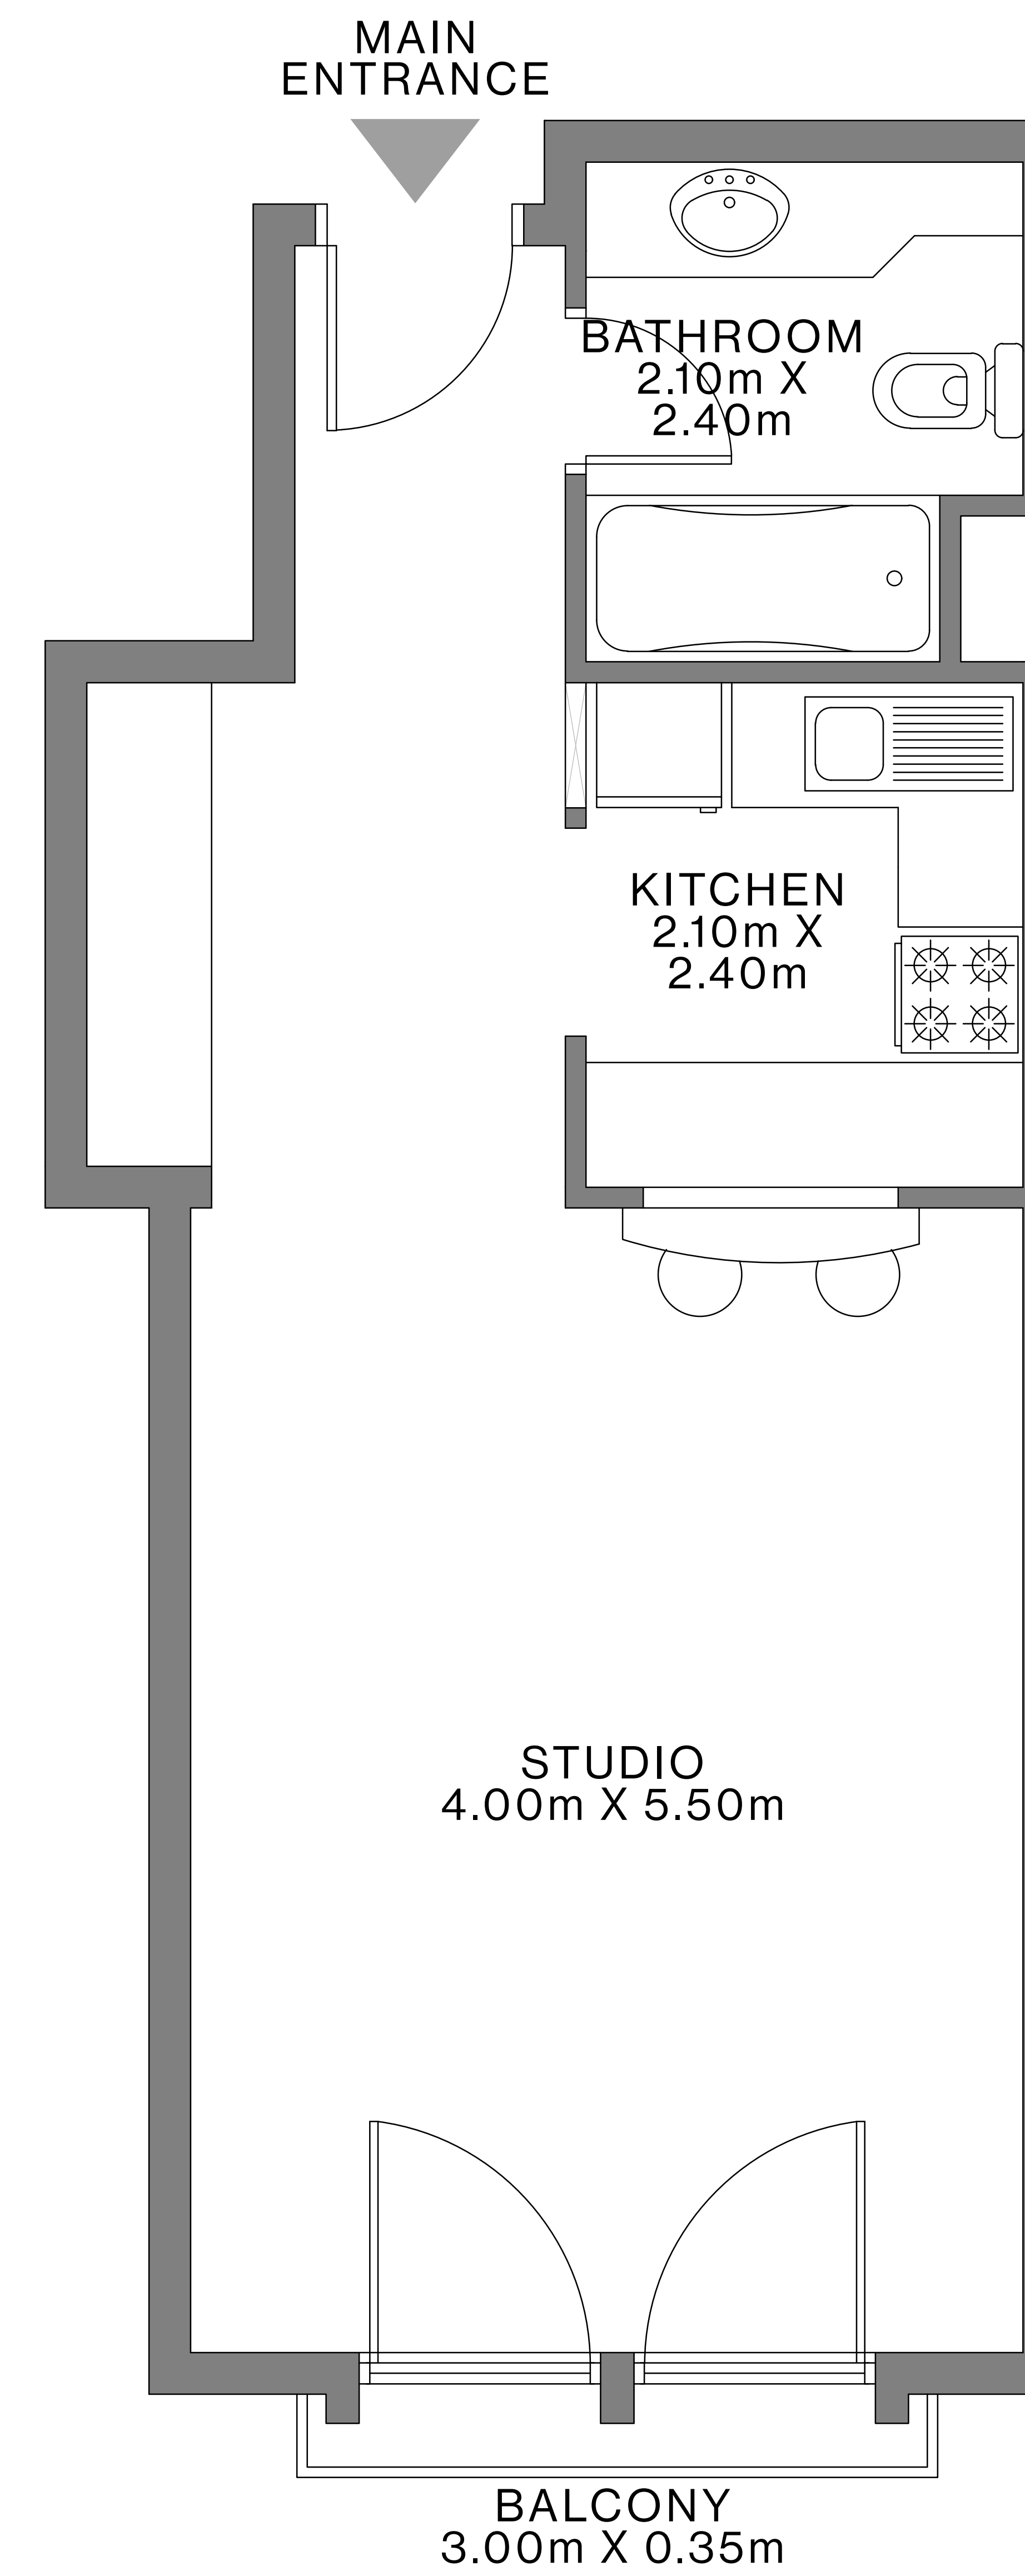 MAIN
ENTRANCE
BATHROOM
2.10m X
2.40m
KITCHEN
2.10m X
2.40m
STUDIO
4.00m X 5.50m
BALCONY
3.00m X 0.35m